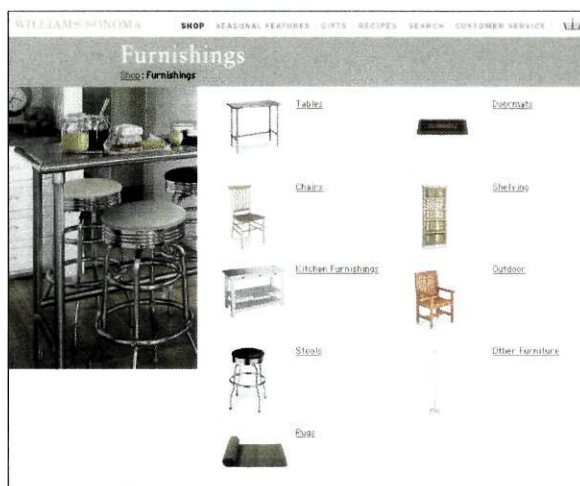 WILLIAMS-SONOMA SHOP SEASONAL FEATURES GIFTS RECIPES SEARCH CUSTOMER SERVICE
Furnishings
Shop: Furnishings
Tables
Doormats
Chairs
Shelving
Kitchen Furnishings
Outdoor
Stools
Other Furniture
Rugs